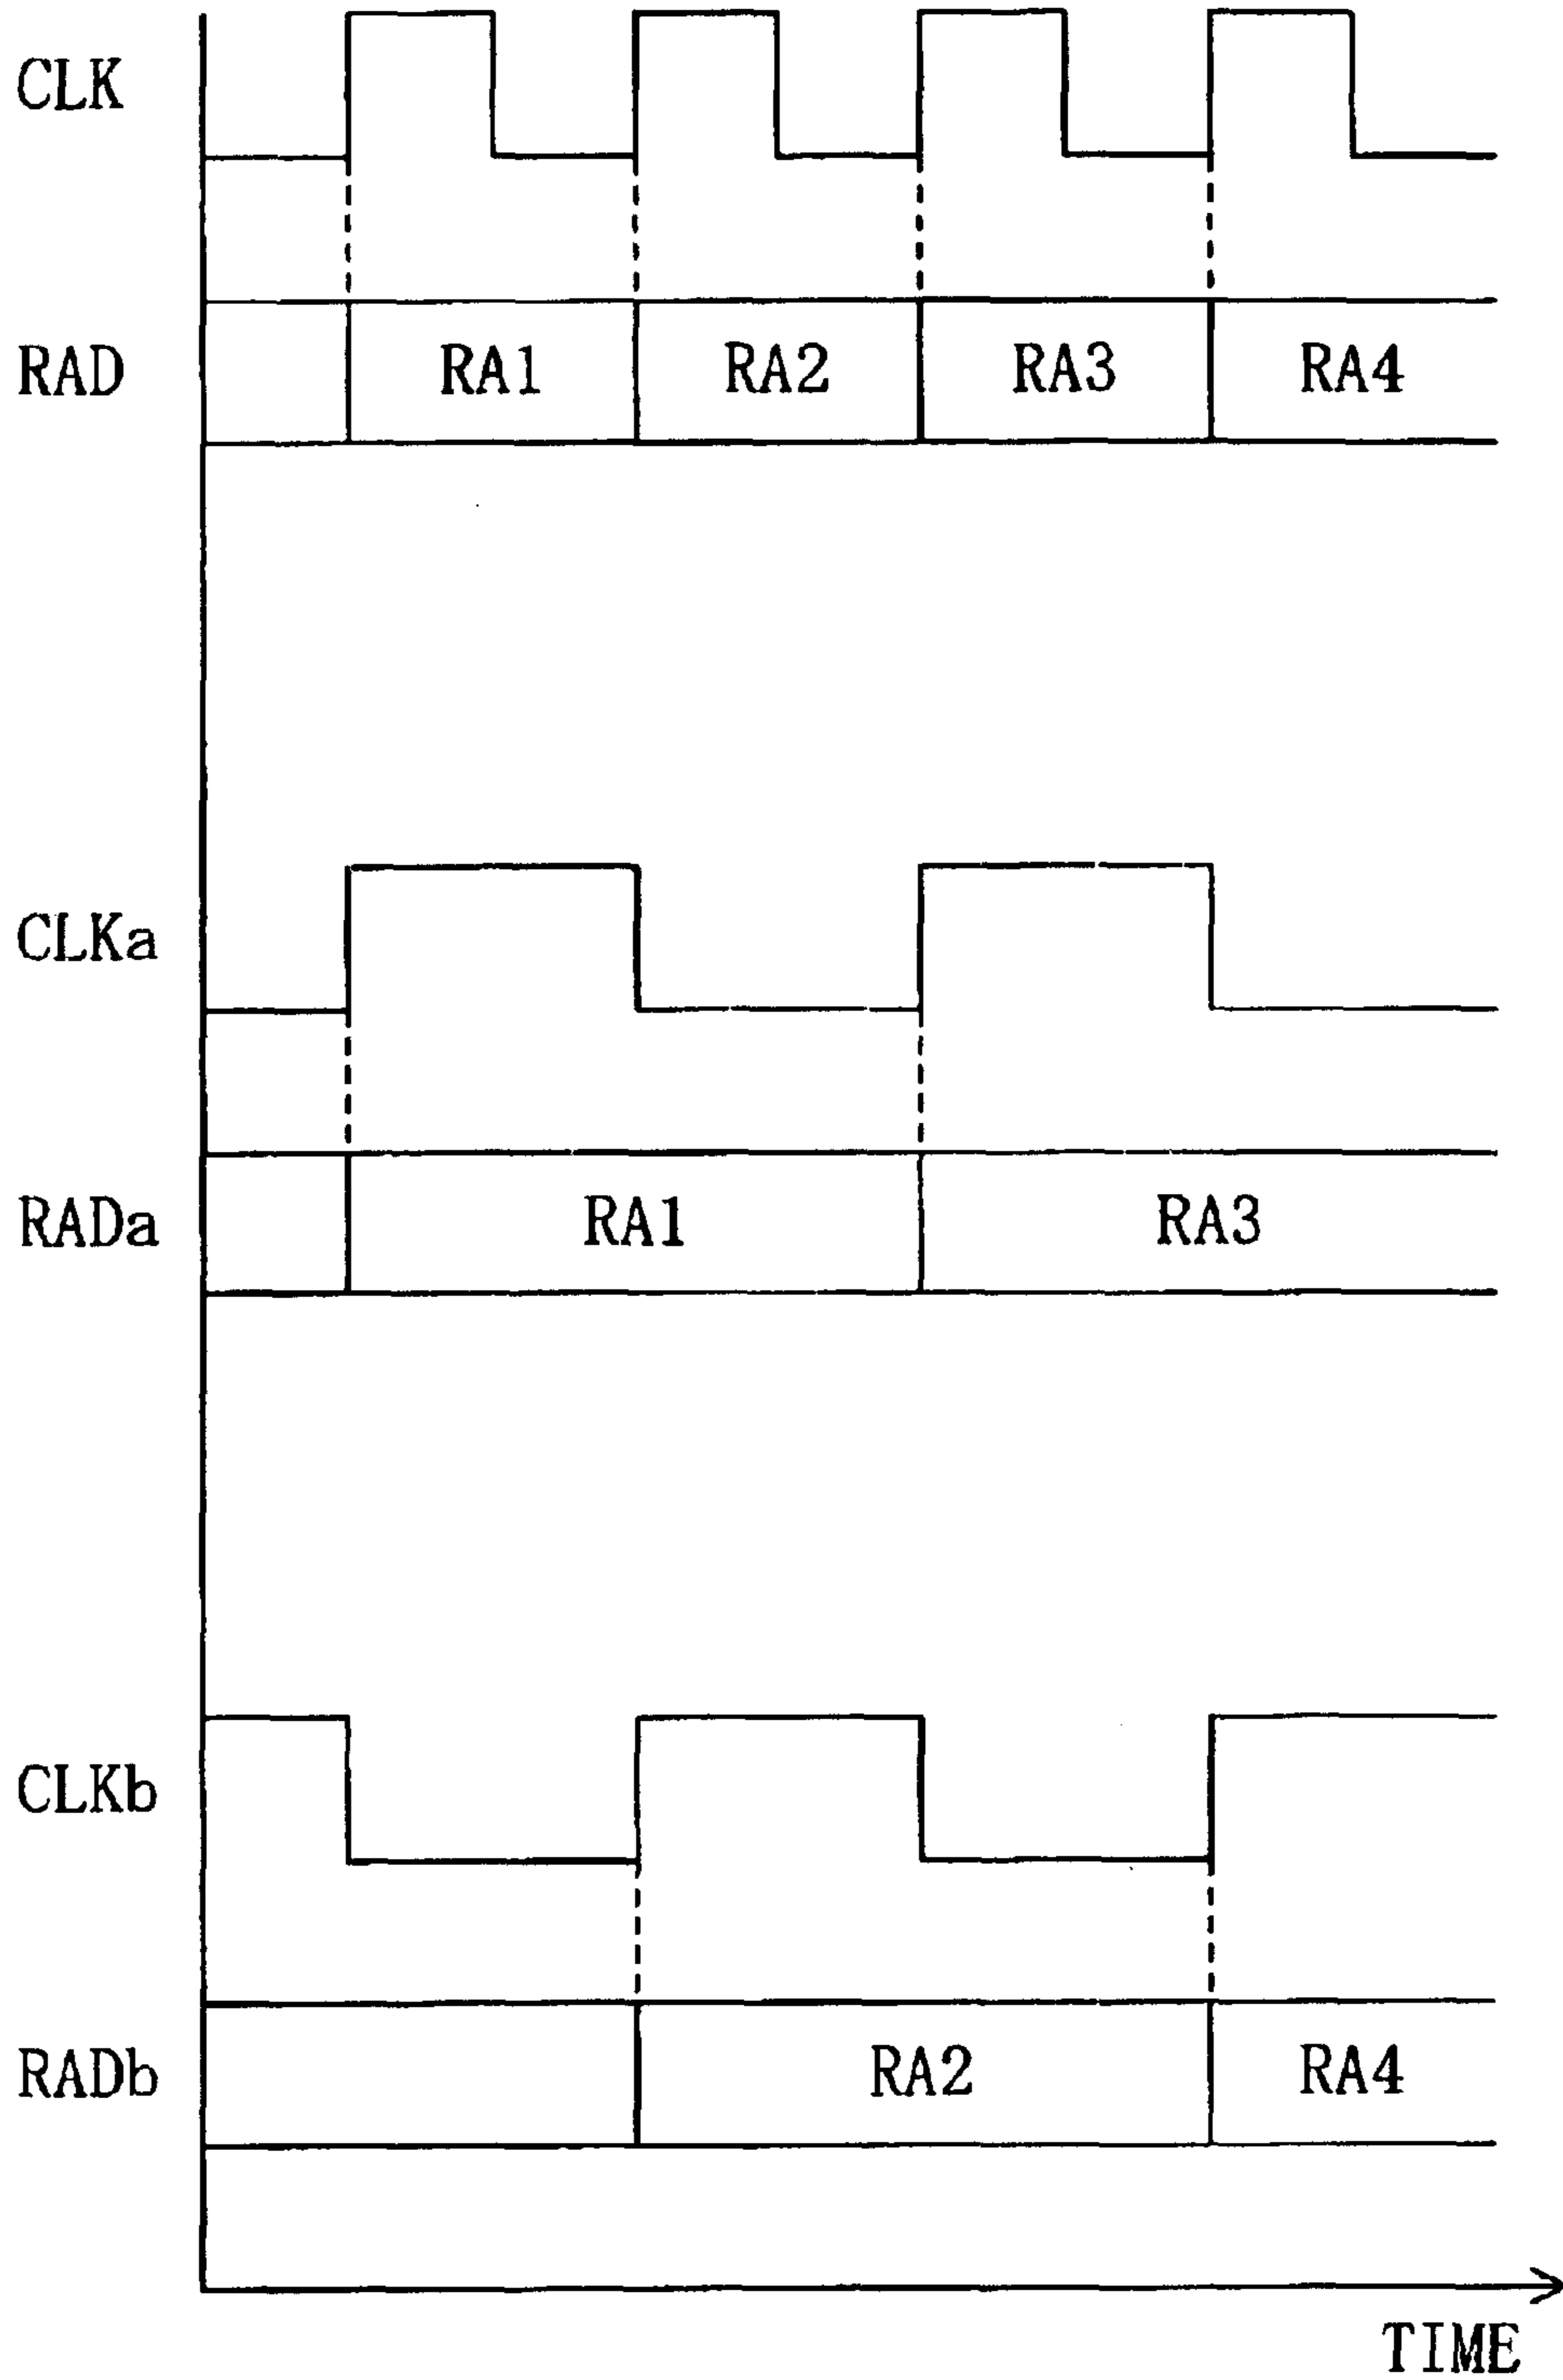 CLK
RAD RA1 RA2 RA3 RA4
CLKa
RADa RA1 RA3
CLKb
RADb RA2 RA4
TIME